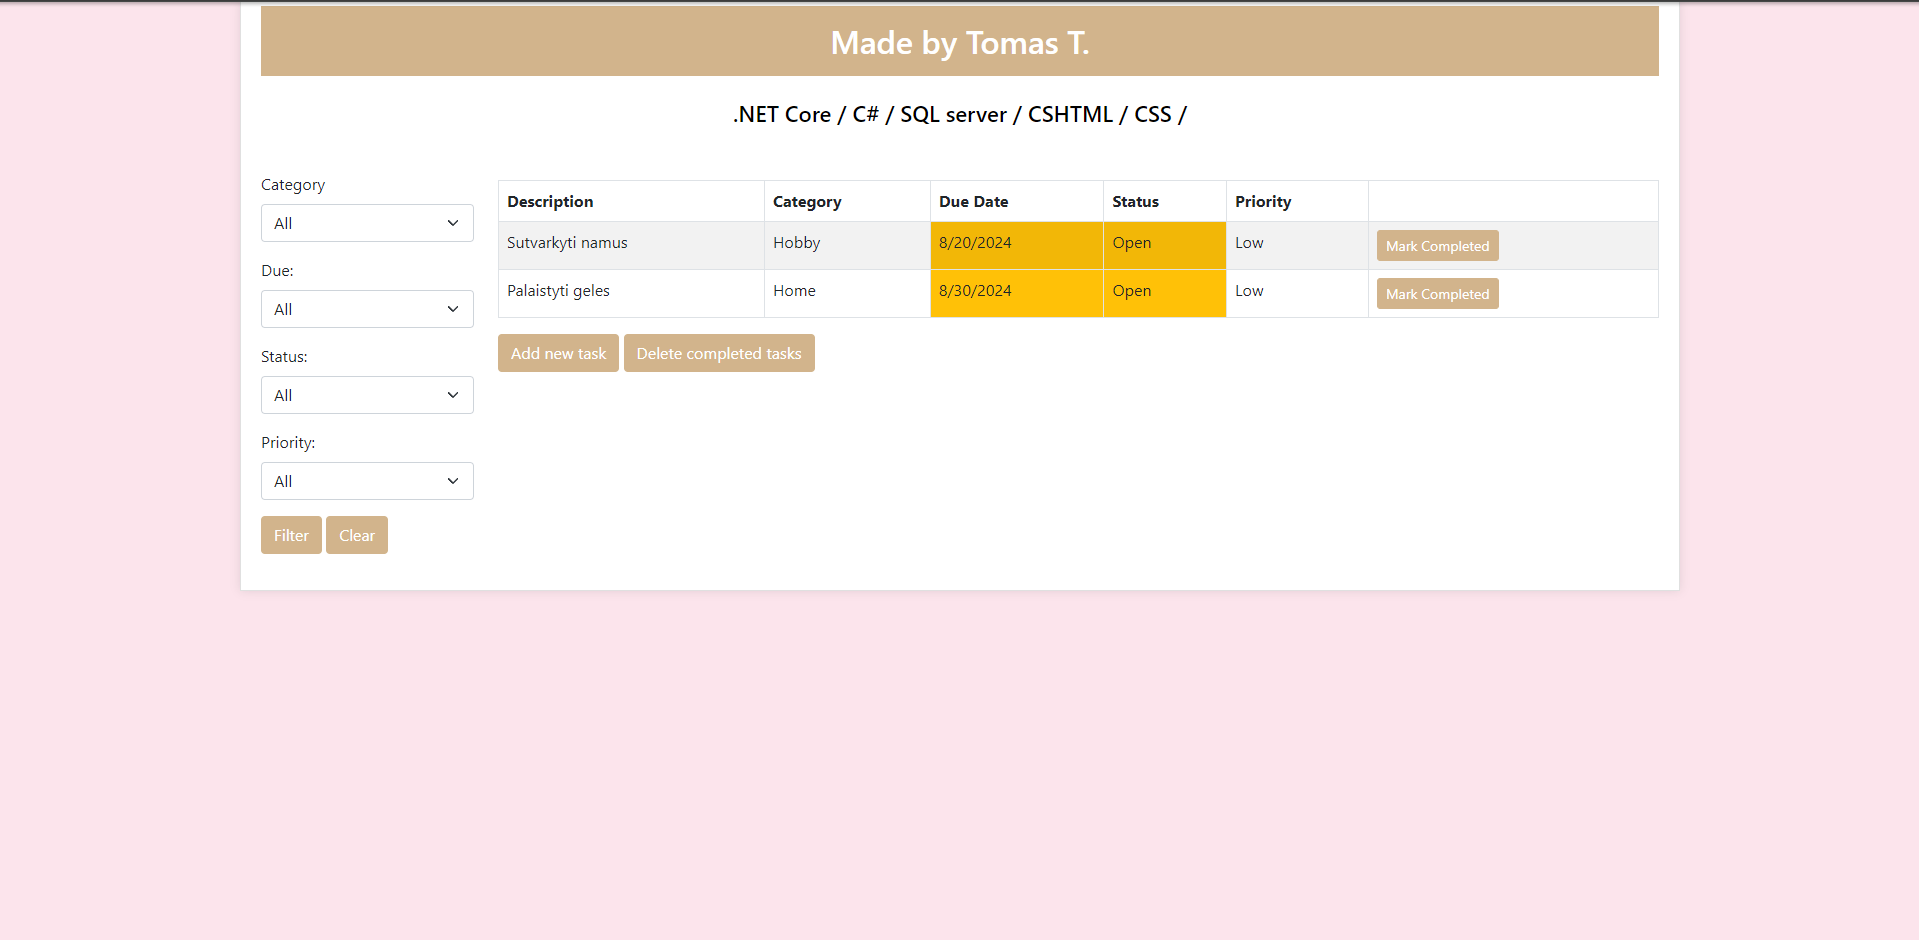 Made by Tomas T.
.NET Core / C# / SQL server / CSHTML / CSS /
Category
All
Due:
All
Status:
All
Priority:
All
Filter Clear
Description Category Due Date Status Priority
Sutvarkyti namus Hobby 8/20/2024 Open Low Mark Completed
Palaistyti geles Home 8/30/2024 Open Low Mark Completed
Add new task Delete completed tasks